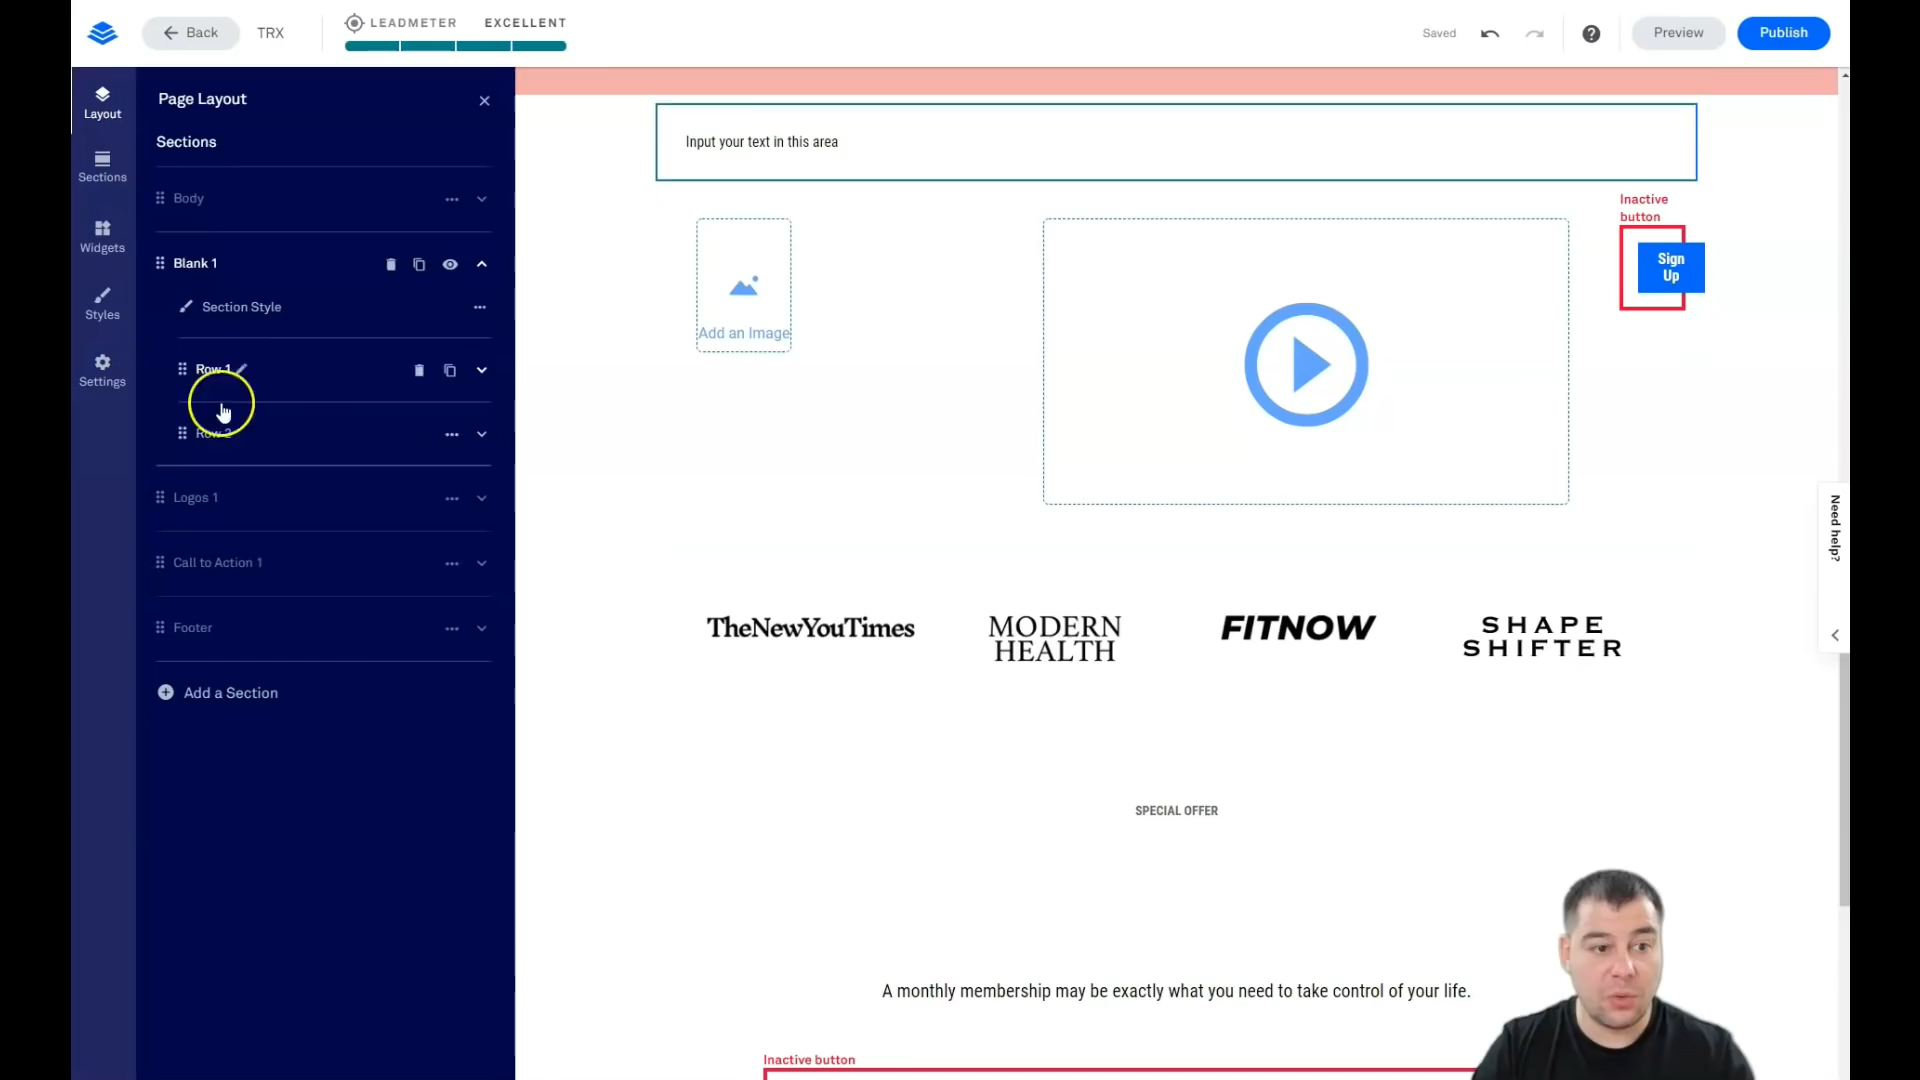 Back
TRX
LEADMETER EXCELLENT
Saved
Preview
Publish
Layout
Sections
Widgets
Styles
Settings
Page Layout
Sections
Body
Blank 1
Section Style
Row 1
Row 2
Logos 1
Call to Action 1
Footer
Add a Section
Input your text in this area
Add an Image
Inactive
button
Sign
Up
TheNewYouTimes
MODERN
HEALTH
FITNOW
SHAPE
SHIFTER
SPECIAL OFFER
A monthly membership may be exactly what you need to take control of your life.
Inactive button
Need help?